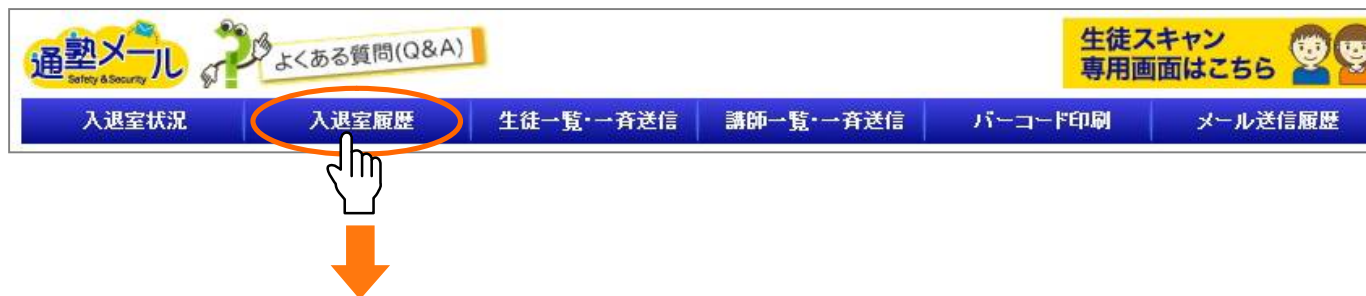 通塾メール
Safety & Security
よくある質問(Q&A)
生徒スキャン
専用画面はこちら
入退室状況
入退室履歴
生徒一覧・一斉送信
講師一覧・一斉送信
バーコード印刷
メール送信履歴